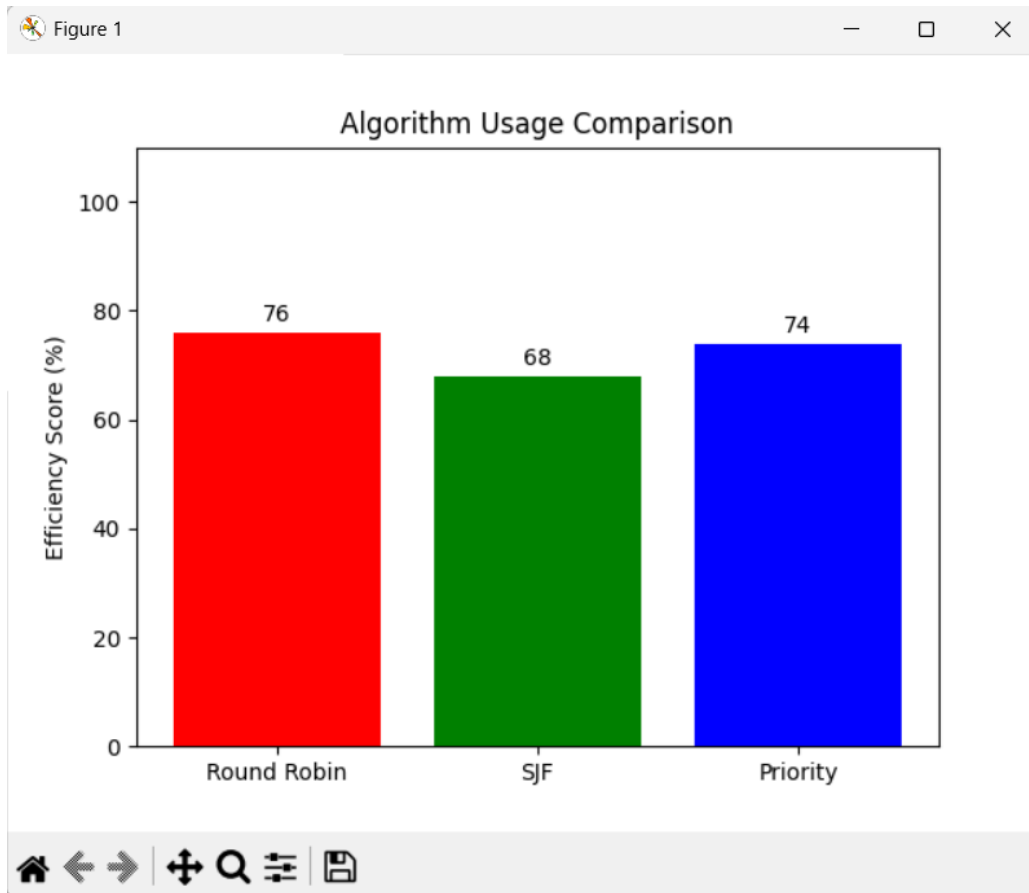 Figure 1
Algorithm Usage Comparison
Efficiency Score (%)
100
80
60
40
20
0
76
68
74
Round Robin
SJF
Priority